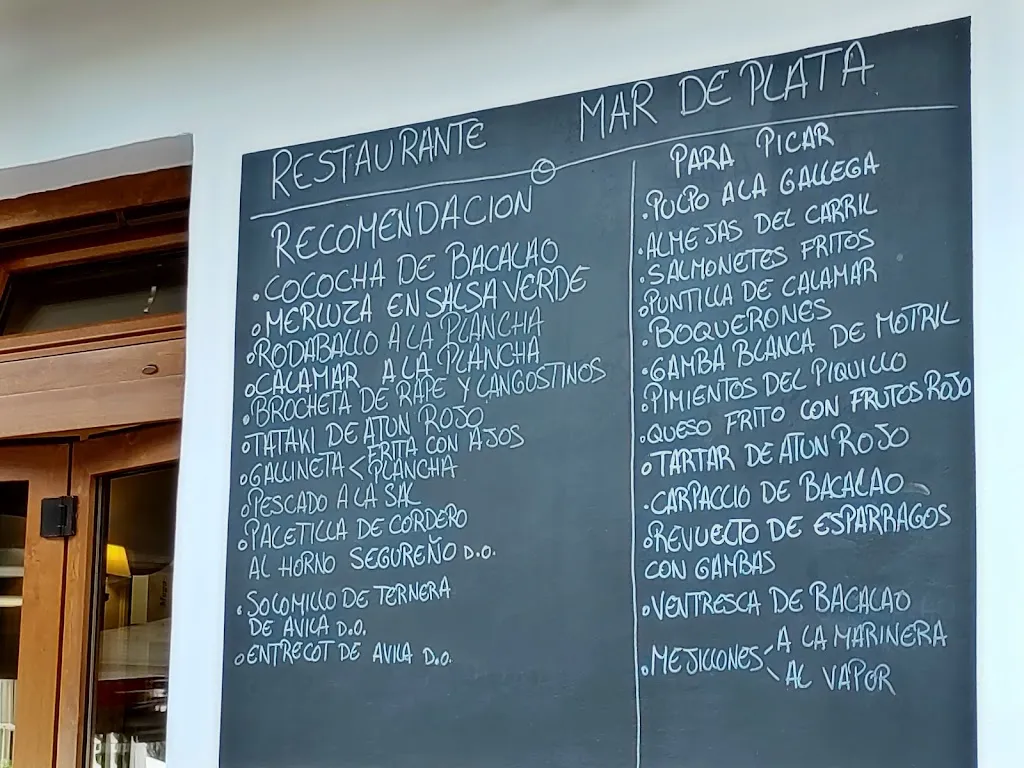 RESTAURANTE MAR DE PLATA
RECOMENDACION
• COCOCHA DE BACALAO
• MERLUZA EN SALSA VERDE
• RODABALLO A LA PLANCHA
• CALAMAR A LA PLANCHA
• BROCHETA DE RAPE Y LANGOSTINOS
• TATAKI DE ATUN ROJO
• GALLINETA < FRITA CON AJOS
PLANCHA
• PESCADO A LA SAL
• PALETILLA DE CORDERO
AL HORNO SEGUREÑO D.O.
• SOLOMILLO DE TERNERA
DE AVILA D.O.
• ENTRECOT DE AVILA D.O.
PARA PICAR
• PULPO A LA GALLEGA
• ALMEJAS DEL CARRIL
• SALMONETES FRITOS
• PUNTILLA DE CALAMAR
• BOQUERONES
• GAMBA BLANCA DE MOTRIL
• PIMIENTOS DEL PIQUILLO
• QUESO FRITO CON FRUTOS ROJO
• TARTAR DE ATUN ROJO
• CARPACCIO DE BACALAO
• REVUELTO DE ESPARRAGOS
CON GAMBAS
• VENTRESCA DE BACALAO
• MEJILLONES < A LA MARINERA
AL VAPOR